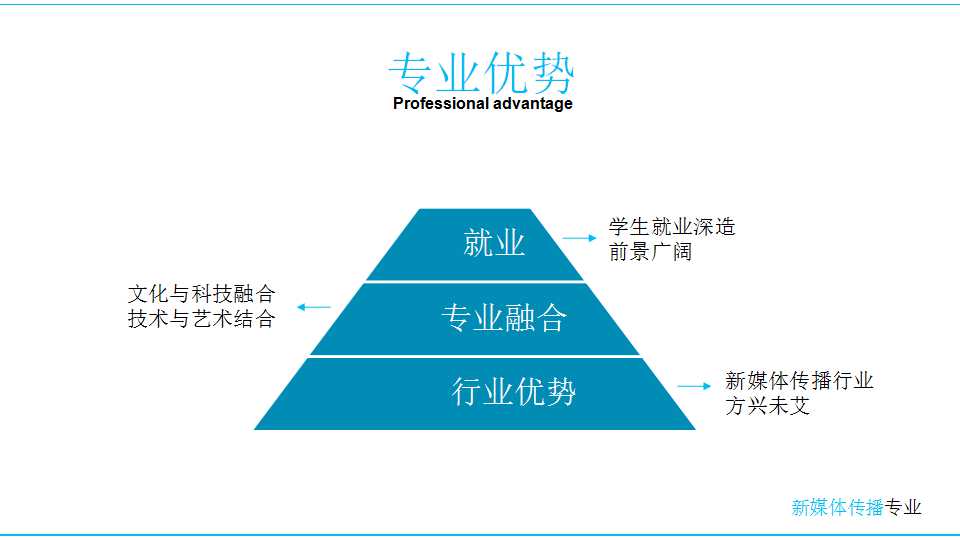 专业优势
Professional advantage
就业
学生就业深造
前景广阔
文化与科技融合
技术与艺术结合
专业融合
行业优势
新媒体传播行业
方兴未艾
新媒体传播专业